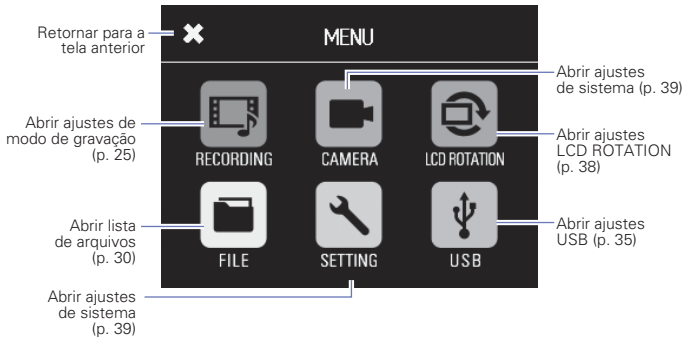 Retornar para a
tela anterior
MENU
Abrir ajustes
de sistema (p. 39)
Abrir ajustes de
modo de gravação
(p. 25)
RECORDING
CAMERA
LCD ROTATION
Abrir ajustes
LCD ROTATION
(p. 38)
Abrir lista
de arquivos
(p. 30)
FILE
SETTING
USB
Abrir ajustes
USB (p. 35)
Abrir ajustes
de sistema
(p. 39)